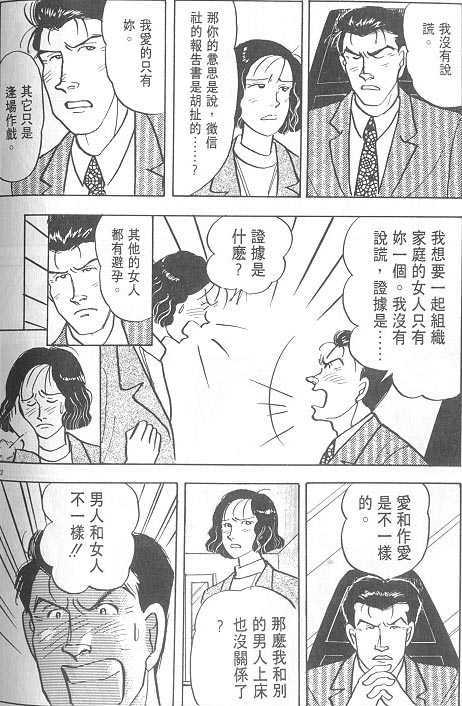 我沒有說
謊。
那你的意思是說，徵信
社的報告書是胡扯的……？
我愛的只有
妳。
其它只是
逢場作戲。
我想要一起組織
家庭的女人只有
妳一個。我沒有
說謊，證據是……
證據是
什麼？
其他的女人
都有避孕。
愛和作愛
是不一樣
的。
那麼我和別
的男人上床
也沒關係了
？
男人和女人
不一樣!!
2